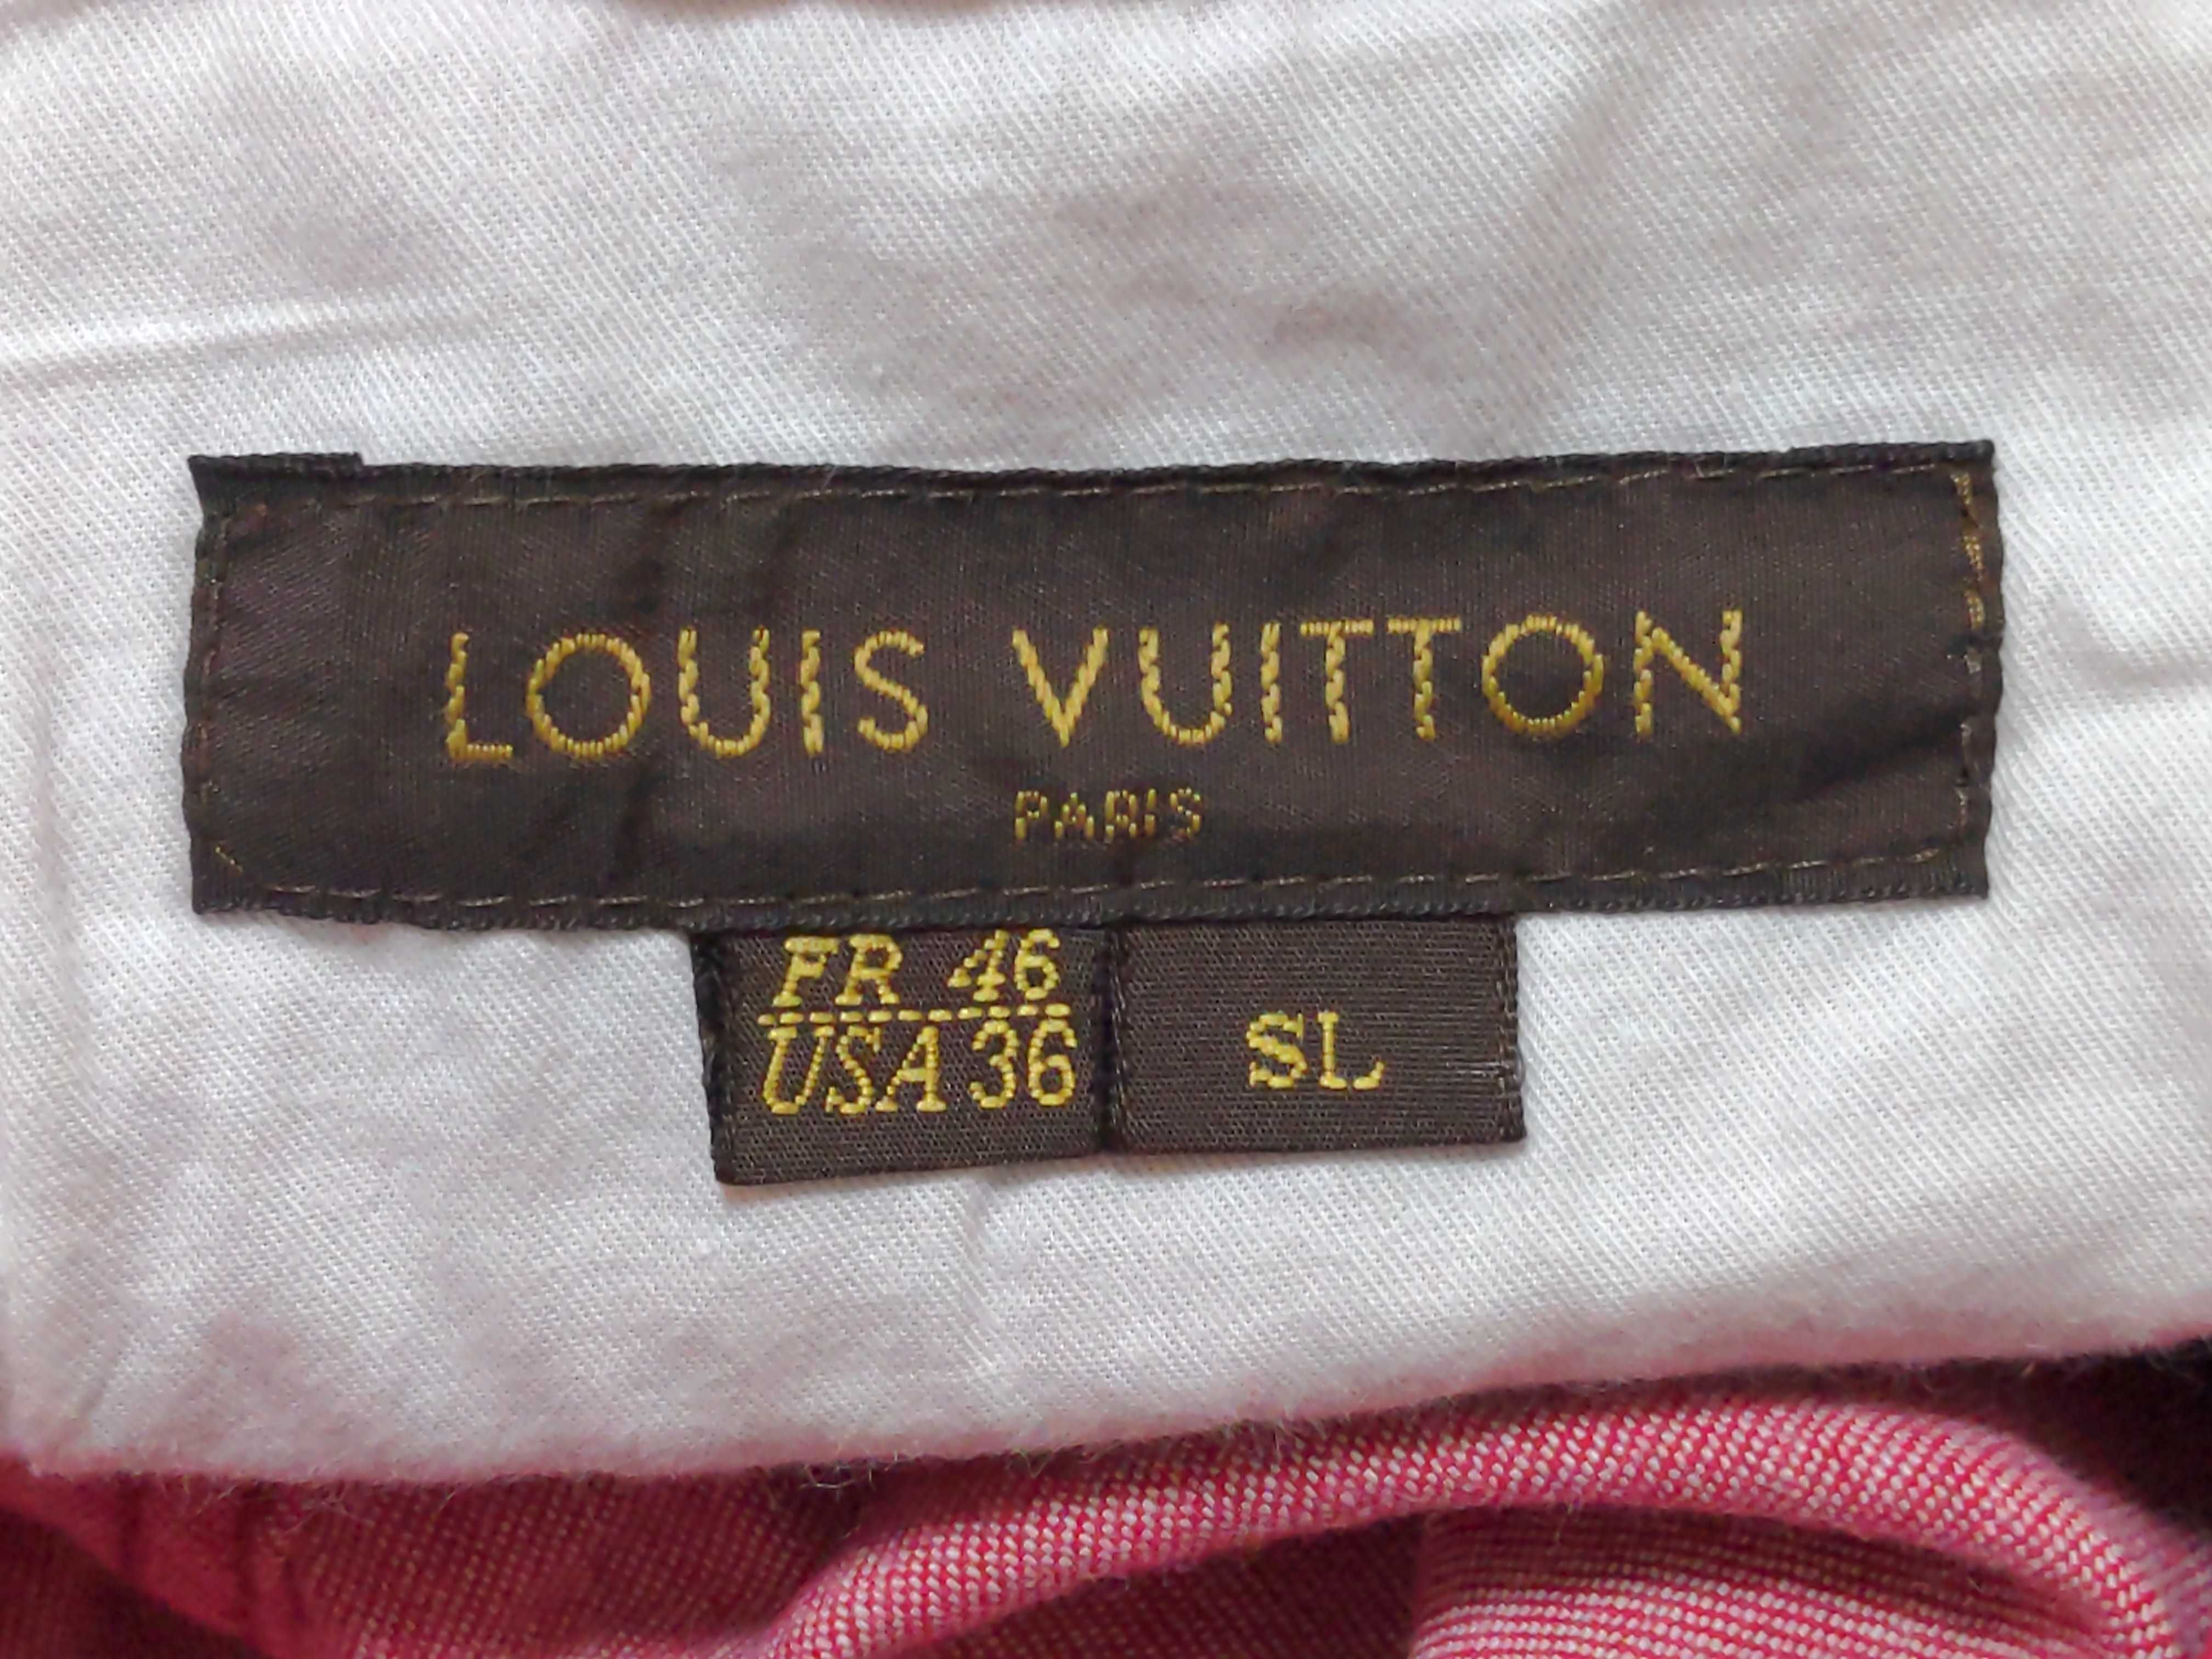 LOUIS VUITTON
PARIS
FR 46
USA 36
SL